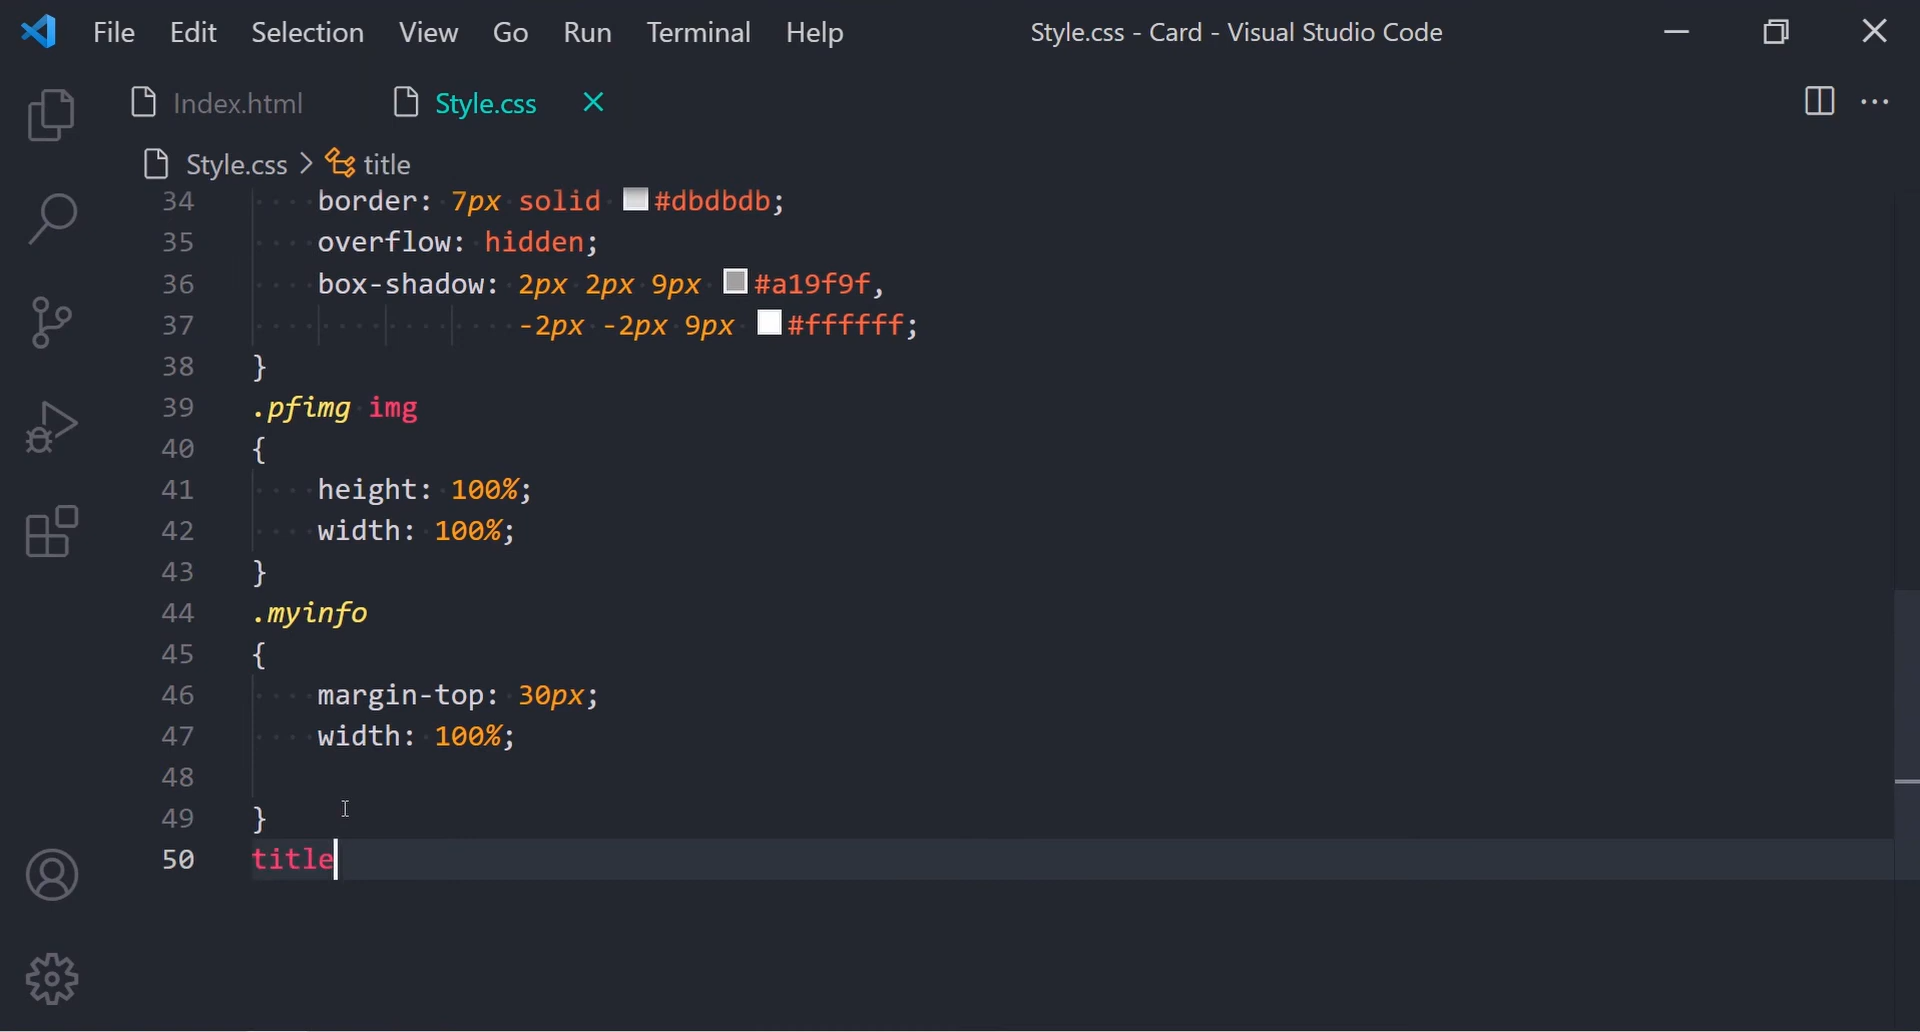 File Edit Selection View Go Run Terminal Help Style.css - Card - Visual Studio Code
Index.html Style.css
Style.css > title
34 border: 7px solid #dbdbdb;
35 overflow: hidden;
36 box-shadow: 2px 2px 9px #a19f9f,
37 -2px -2px 9px #ffffff;
38 }
39 .pfimg img
40 {
41 height: 100%;
42 width: 100%;
43 }
44 .myinfo
45 {
46 margin-top: 30px;
47 width: 100%;
48
49 }
50 title